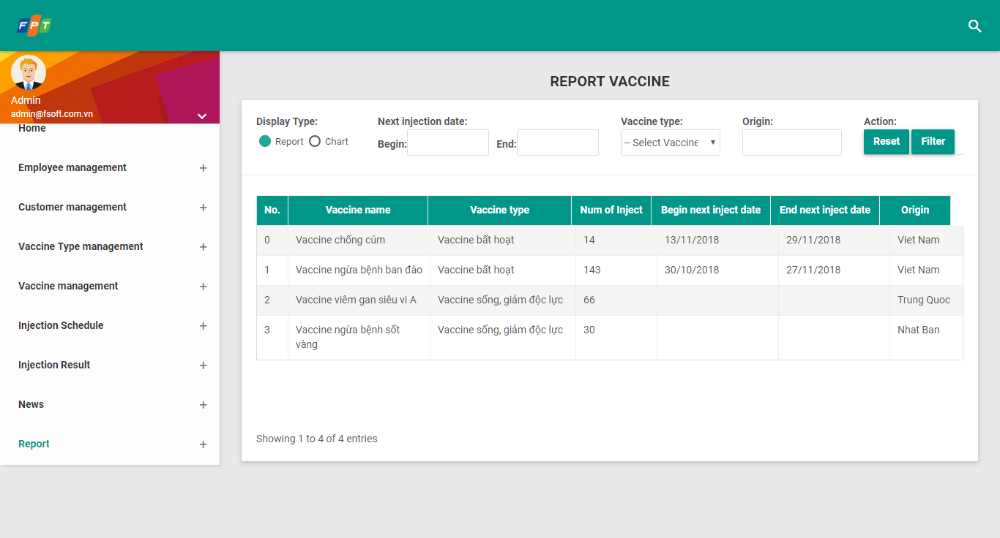 FPT
Admin
admin@fsoft.com.vn
Home
Employee management +
Customer management +
Vaccine Type management +
Vaccine management +
Injection Schedule +
Injection Result +
News +
Report +
REPORT VACCINE
Display Type: Next injection date: Vaccine type: Origin: Action:
Report Chart Begin: End: -- Select Vaccine Reset Filter
No. Vaccine name Vaccine type Num of Inject Begin next inject date End next inject date Origin
0 Vaccine chống cúm Vaccine bất hoạt 14 13/11/2018 29/11/2018 Viet Nam
1 Vaccine ngừa bệnh ban đào Vaccine bất hoạt 143 30/10/2018 27/11/2018 Viet Nam
2 Vaccine viêm gan siêu vi A Vaccine sống, giảm độc lực 66 Trung Quoc
3 Vaccine ngừa bệnh sốt Vaccine sống, giảm độc lực 30 Nhat Ban
vàng
Showing 1 to 4 of 4 entries